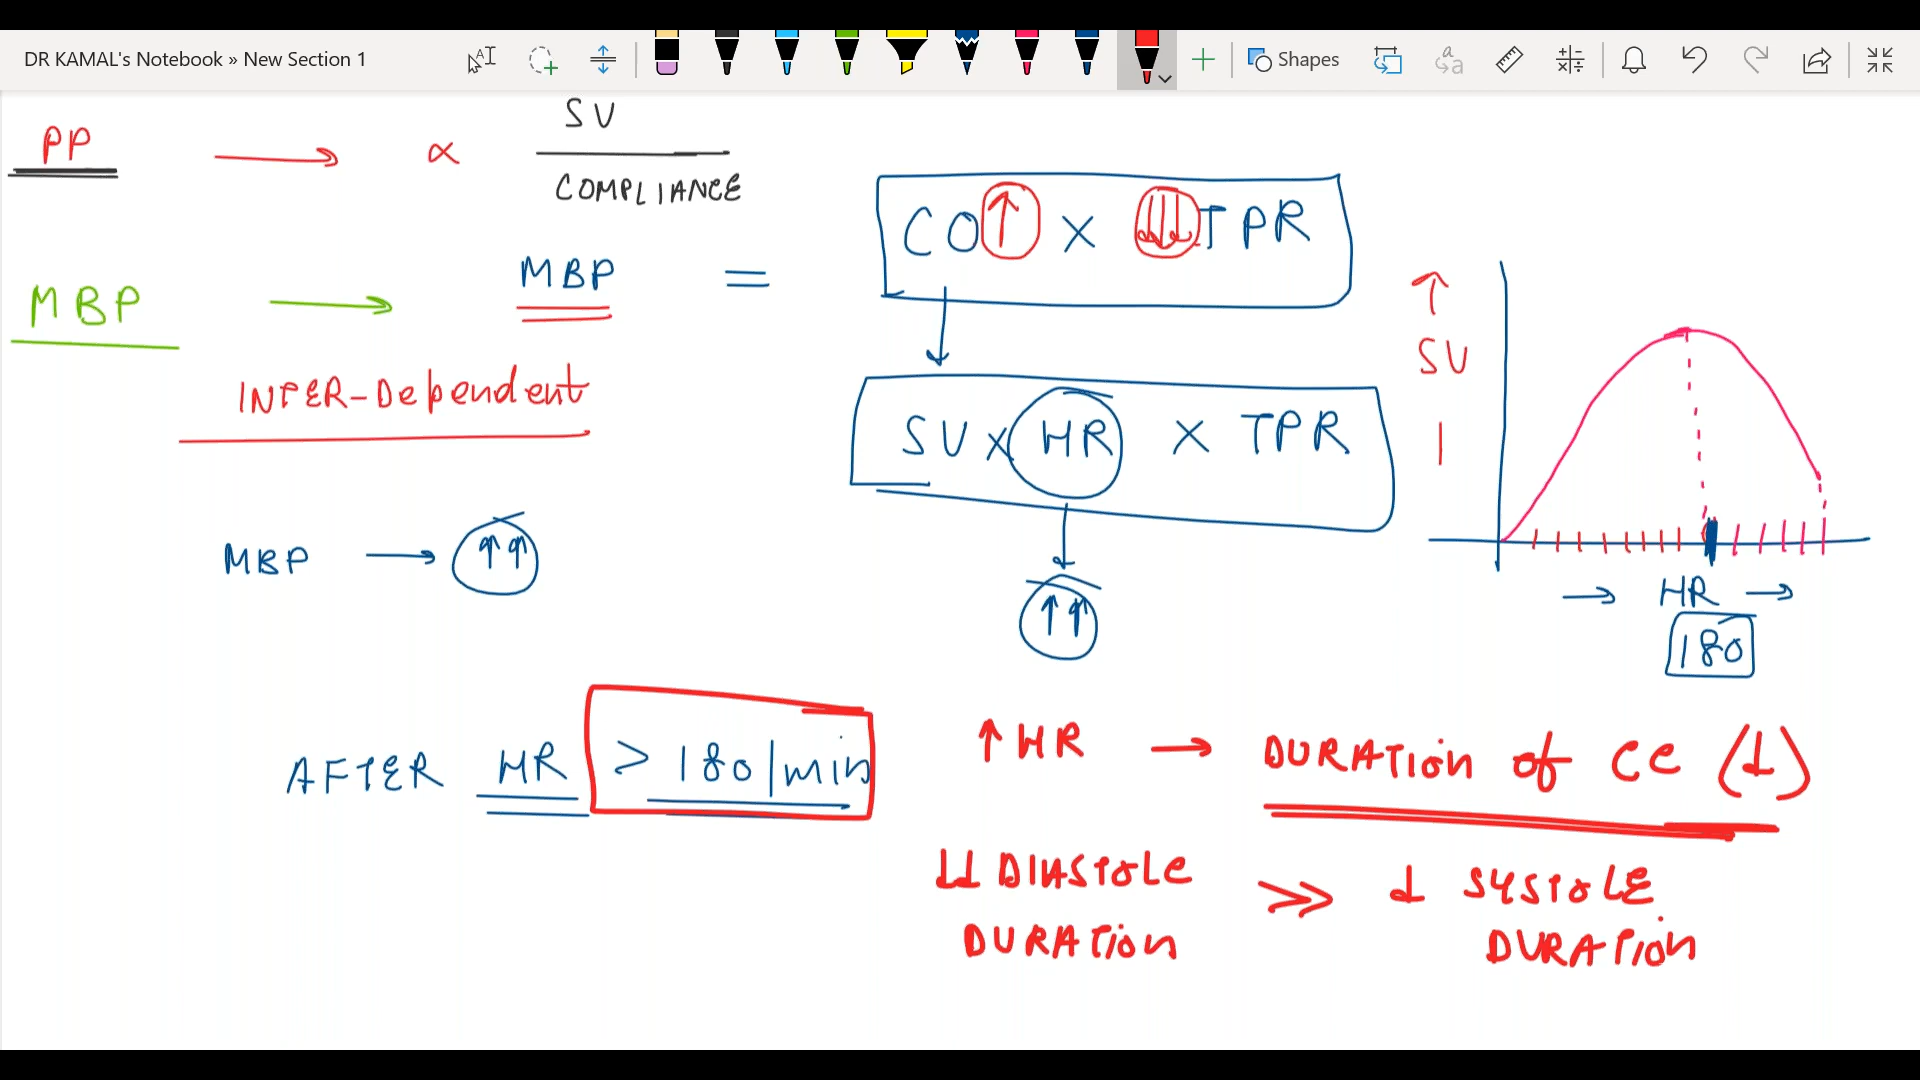 DR KAMAL's Notebook » New Section 1
Shapes
PP → ∝ SV
COMPLIANCE
CO ↑ × ↓↓↓ TPR
MBP → MBP =
INTER-Dependent
SV × HR × TPR
↑
SV
|
MBP → ↑↑
↑↑
→ HR →
180
AFTER HR > 180/min
↑ HR → DURATION of CC (↓)
↓↓ DIASTOLE >> ↓ SYSTOLE
DURATION DURATION